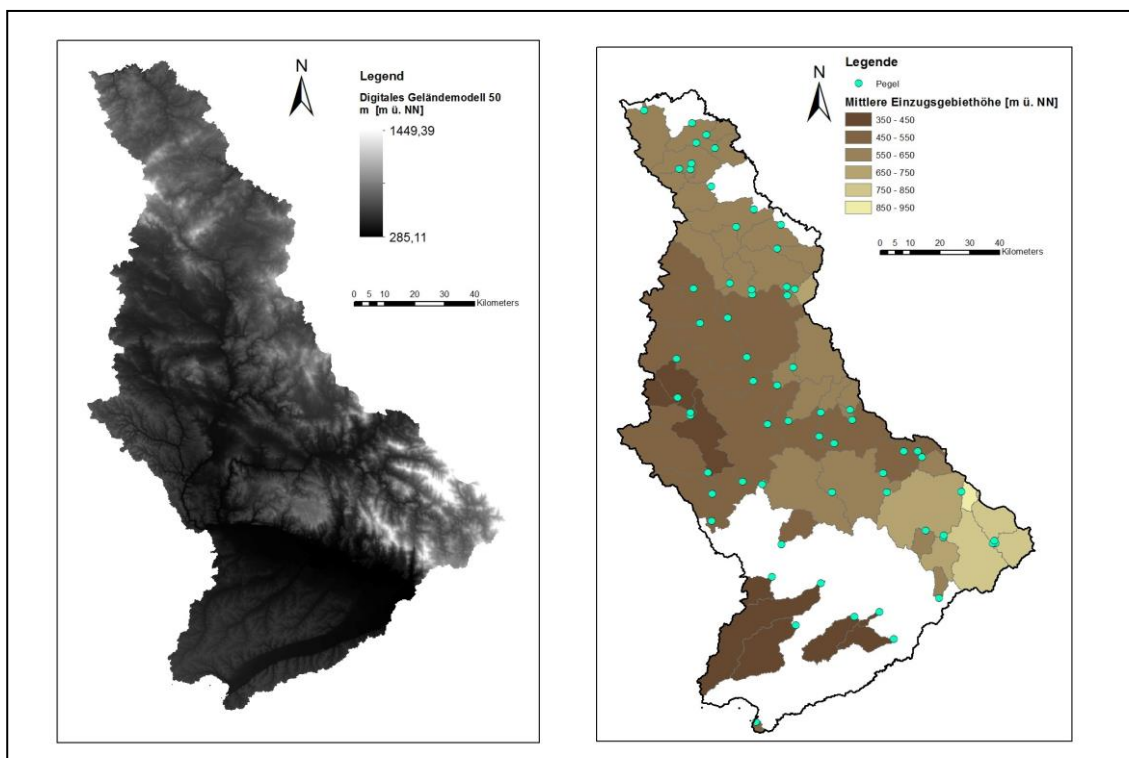 N
Legend
Digitales Geländemodell 50
m [m ü. NN]
1449,39
285,11
0 5 10 20 30 40
Kilometers
N
Legende
Pegel
Mittlere Einzugsgebiethöhe [m ü. NN]
350 - 450
450 - 550
550 - 650
650 - 750
750 - 850
850 - 950
0 5 10 20 30 40
Kilometers